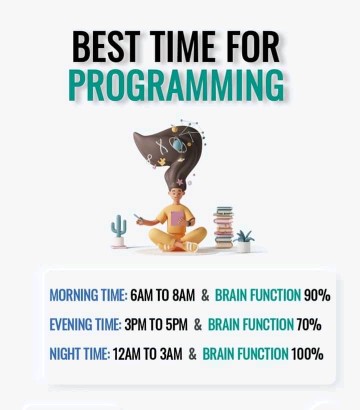 BEST TIME FOR
PROGRAMMING
MORNING TIME: 6AM TO 8AM & BRAIN FUNCTION 90%
EVENING TIME: 3PM TO 5PM & BRAIN FUNCTION 70%
NIGHT TIME: 12AM TO 3AM & BRAIN FUNCTION 100%